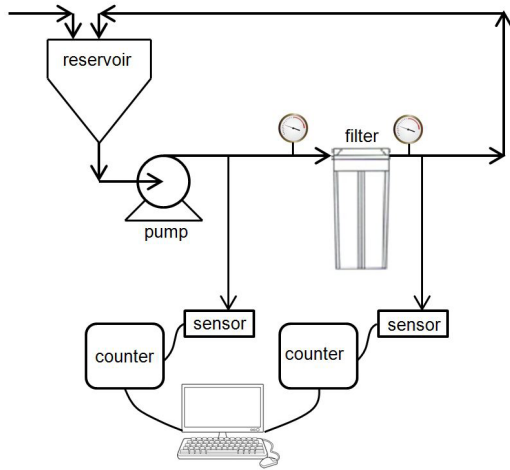 reservoir
filter
pump
sensor
sensor
counter
counter